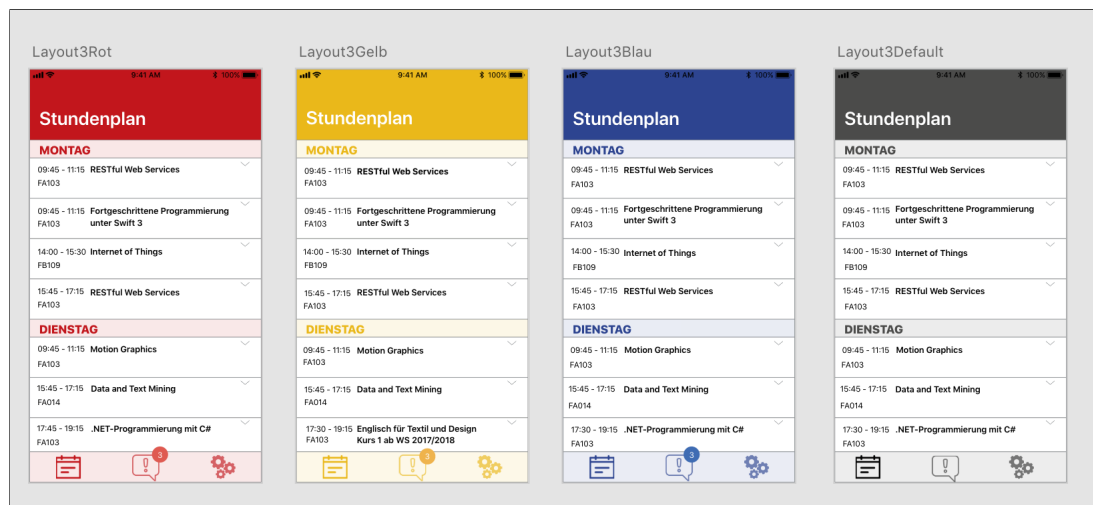 Layout3Rot
9:41 AM
100%
Stundenplan
MONTAG
09:45 - 11:15 RESTful Web Services
FA103
09:45 - 11:15 Fortgeschrittene Programmierung
FA103 unter Swift 3
14:00 - 15:30 Internet of Things
FB109
15:45 - 17:15 RESTful Web Services
FA103
DIENSTAG
09:45 - 11:15 Motion Graphics
FA103
15:45 - 17:15 Data and Text Mining
FA014
17:45 - 19:15 .NET-Programmierung mit C#
FA103
3
Layout3Gelb
9:41 AM
100%
Stundenplan
MONTAG
09:45 - 11:15 RESTful Web Services
FA103
09:45 - 11:15 Fortgeschrittene Programmierung
FA103 unter Swift 3
14:00 - 15:30 Internet of Things
FB109
15:45 - 17:15 RESTful Web Services
FA103
DIENSTAG
09:45 - 11:15 Motion Graphics
FA103
15:45 - 17:15 Data and Text Mining
FA014
17:30 - 19:15 Englisch für Textil und Design
FA103 Kurs 1 ab WS 2017/2018
3
Layout3Blau
9:41 AM
100%
Stundenplan
MONTAG
09:45 - 11:15 RESTful Web Services
FA103
09:45 - 11:15 Fortgeschrittene Programmierung
FA103 unter Swift 3
14:00 - 15:30 Internet of Things
FB109
15:45 - 17:15 RESTful Web Services
FA103
DIENSTAG
09:45 - 11:15 Motion Graphics
FA103
15:45 - 17:15 Data and Text Mining
FA014
17:30 - 19:15 .NET-Programmierung mit C#
FA103
3
Layout3Default
9:41 AM
100%
Stundenplan
MONTAG
09:45 - 11:15 RESTful Web Services
FA103
09:45 - 11:15 Fortgeschrittene Programmierung
FA103 unter Swift 3
14:00 - 15:30 Internet of Things
FB109
15:45 - 17:15 RESTful Web Services
FA103
DIENSTAG
09:45 - 11:15 Motion Graphics
FA103
15:45 - 17:15 Data and Text Mining
FA014
17:30 - 19:15 .NET-Programmierung mit C#
FA103